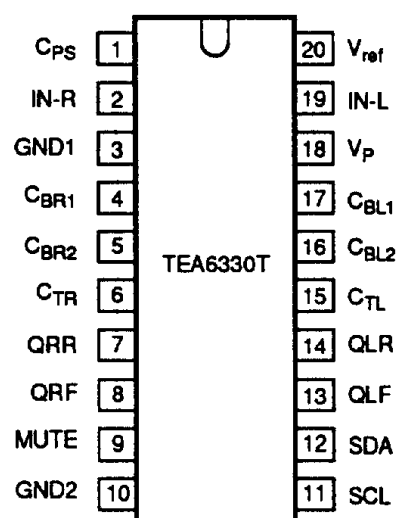 CPS 1 20 Vref
IN-R 2 19 IN-L
GND1 3 18 VP
CBR1 4 17 CBL1
CBR2 5 16 CBL2
TEA6330T
CTR 6 15 CTL
QRR 7 14 QLR
QRF 8 13 QLF
MUTE 9 12 SDA
GND2 10 11 SCL